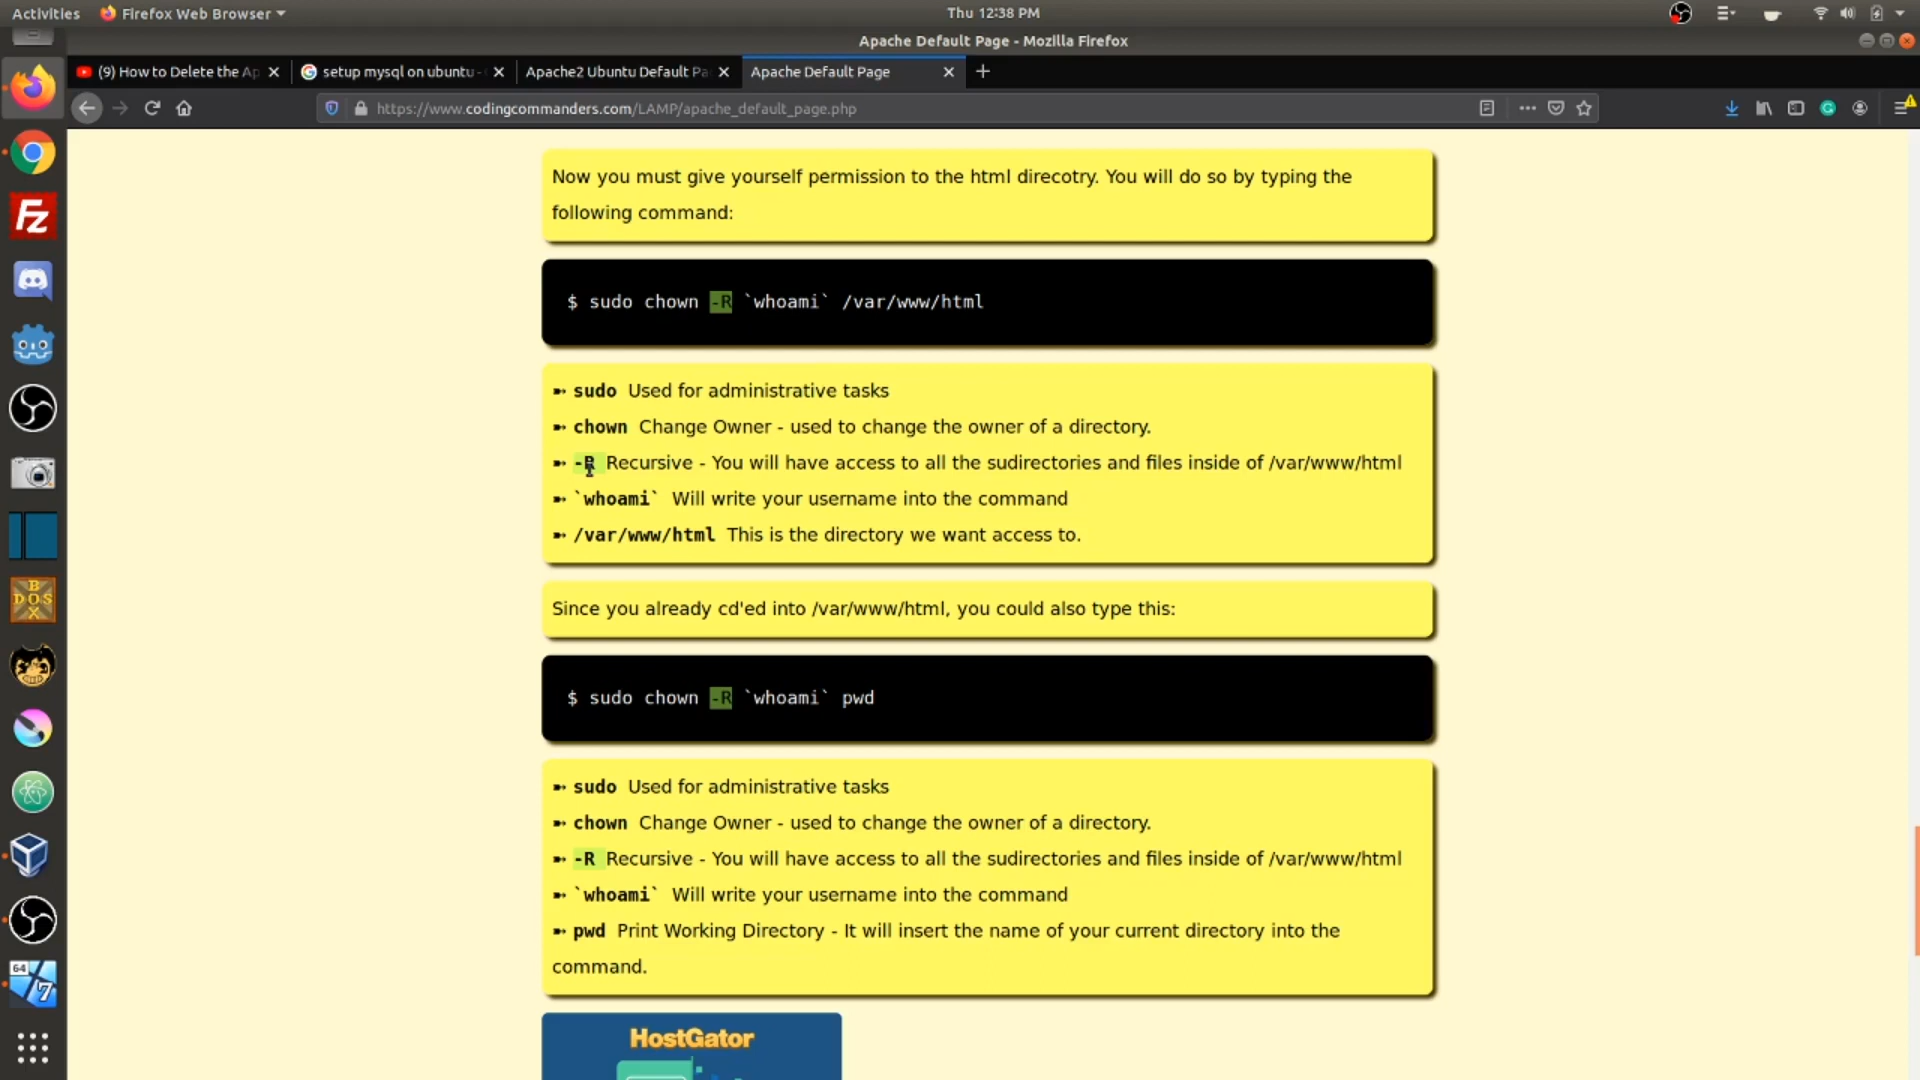 Activities Firefox Web Browser Thu 12:38 PM
Apache Default Page - Mozilla Firefox
(9) How to Delete the Ap setup mysql on ubuntu - Apache2 Ubuntu Default Pa Apache Default Page
https://www.codingcommanders.com/LAMP/apache_default_page.php
Now you must give yourself permission to the html direcotry. You will do so by typing the
following command:
$ sudo chown -R `whoami` /var/www/html
➽ sudo Used for administrative tasks
➽ chown Change Owner - used to change the owner of a directory.
➽ -R Recursive - You will have access to all the sudirectories and files inside of /var/www/html
➽ `whoami` Will write your username into the command
➽ /var/www/html This is the directory we want access to.
Since you already cd'ed into /var/www/html, you could also type this:
$ sudo chown -R `whoami` pwd
➽ sudo Used for administrative tasks
➽ chown Change Owner - used to change the owner of a directory.
➽ -R Recursive - You will have access to all the sudirectories and files inside of /var/www/html
➽ `whoami` Will write your username into the command
➽ pwd Print Working Directory - It will insert the name of your current directory into the
command.
HostGator
Fz
BOX
DOS
64
7